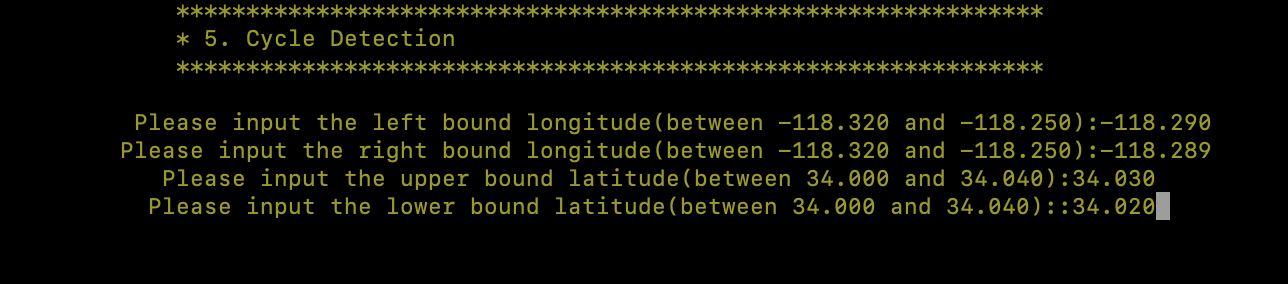 **************************************************************
* 5. Cycle Detection
**************************************************************
Please input the left bound longitude(between -118.320 and -118.250):-118.290
Please input the right bound longitude(between -118.320 and -118.250):-118.289
Please input the upper bound latitude(between 34.000 and 34.040):34.030
Please input the lower bound latitude(between 34.000 and 34.040)::34.020